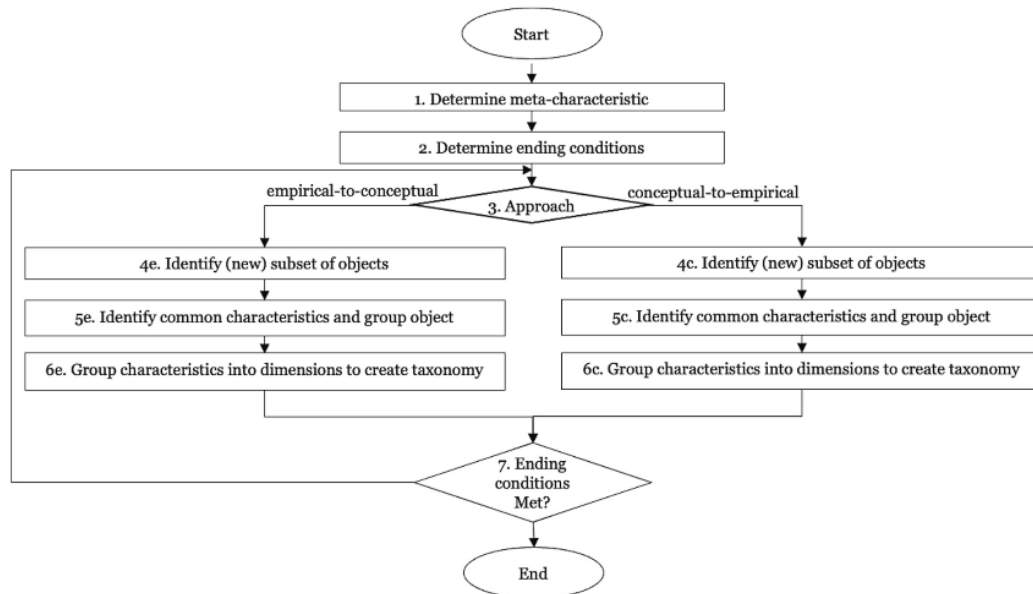 Start
1. Determine meta-characteristic
2. Determine ending conditions
empirical-to-conceptual
conceptual-to-empirical
3. Approach
4e. Identify (new) subset of objects
4c. Identify (new) subset of objects
5e. Identify common characteristics and group object
5c. Identify common characteristics and group object
6e. Group characteristics into dimensions to create taxonomy
6c. Group characteristics into dimensions to create taxonomy
7. Ending
conditions
Met?
End